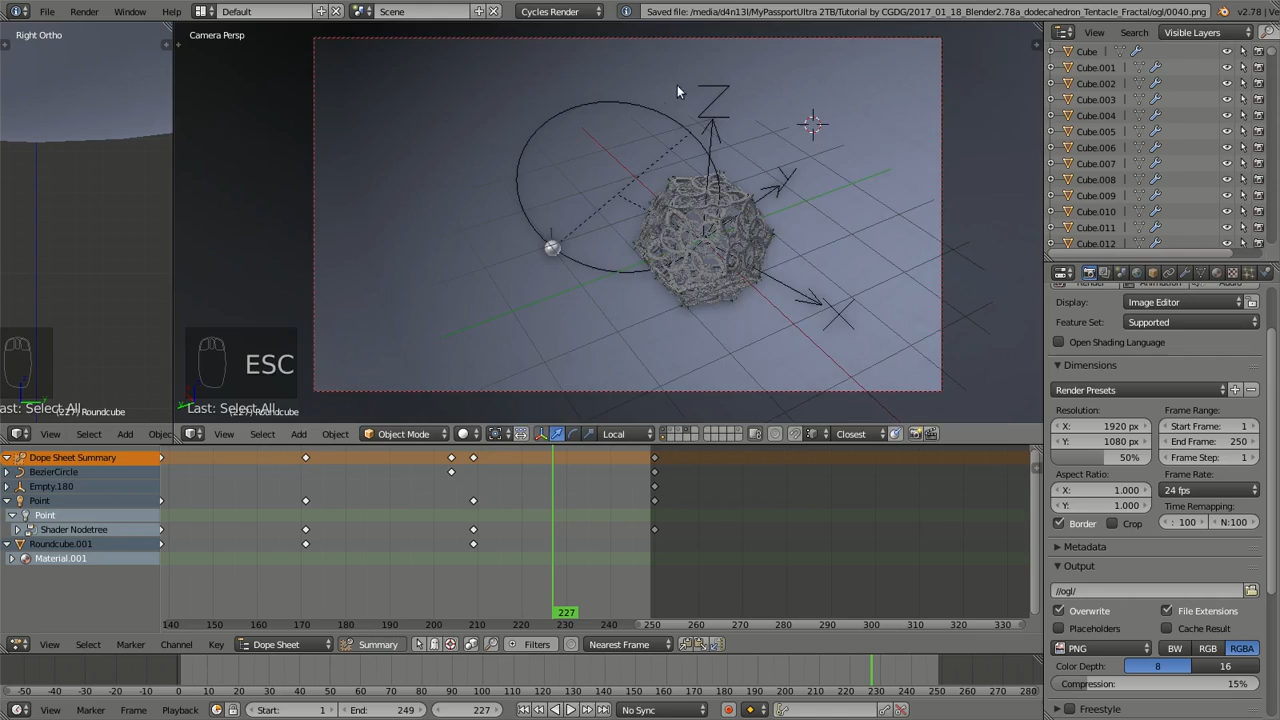 File Render Window Help Default Scene Cycles Render Saved file: /media/d4n13l/MyPassportUltra 2TB/Tutorial by CGDG/2017_01_18_Blender2.78a_dodecahedron_Tentacle_Fractal/ogl/0040.png v2.78 | Ve
Right Ortho
Camera Persp
View Search Visible Layers
Cube
Cube.001
Cube.002
Cube.003
Cube.004
Cube.005
Cube.006
Cube.007
Cube.008
Cube.009
Cube.010
Cube.011
Cube.012
Z
Y
X
ESC
ast: Select All
Last: Select All
(227) Roundcube
View Select Add Objec
View Select Add Object Object Mode Local Closest
Display: Image Editor
Feature Set: Supported
Open Shading Language
Dimensions
Render Presets
Resolution: Frame Range:
X: 1920 px Start Frame: 1
Y: 1080 px End Frame: 250
50% Frame Step: 1
Aspect Ratio: Frame Rate:
X: 1.000 24 fps
Y: 1.000 Time Remapping:
Border Crop : 100 N:100
Metadata
Output
//ogl/
Overwrite File Extensions
Placeholders Cache Result
PNG BW RGB RGBA
Color Depth: 8 16
Compression: 15%
Freestyle
Dope Sheet Summary
BezierCircle
Empty.180
Point
Point
Shader Nodetree
Roundcube.001
Material.001
227
140 150 160 170 180 190 200 210 220 230 240 250 260 270 280 290 300 310 320 330
View Select Marker Channel Key Dope Sheet Summary Filters Nearest Frame
-50 -40 -30 -20 -10 0 10 20 30 40 50 60 70 80 90 100 110 120 130 140 150 160 170 180 190 200 210 220 230 240 250 260 270 280
View Marker Frame Playback Start: 1 End: 249 227 No Sync